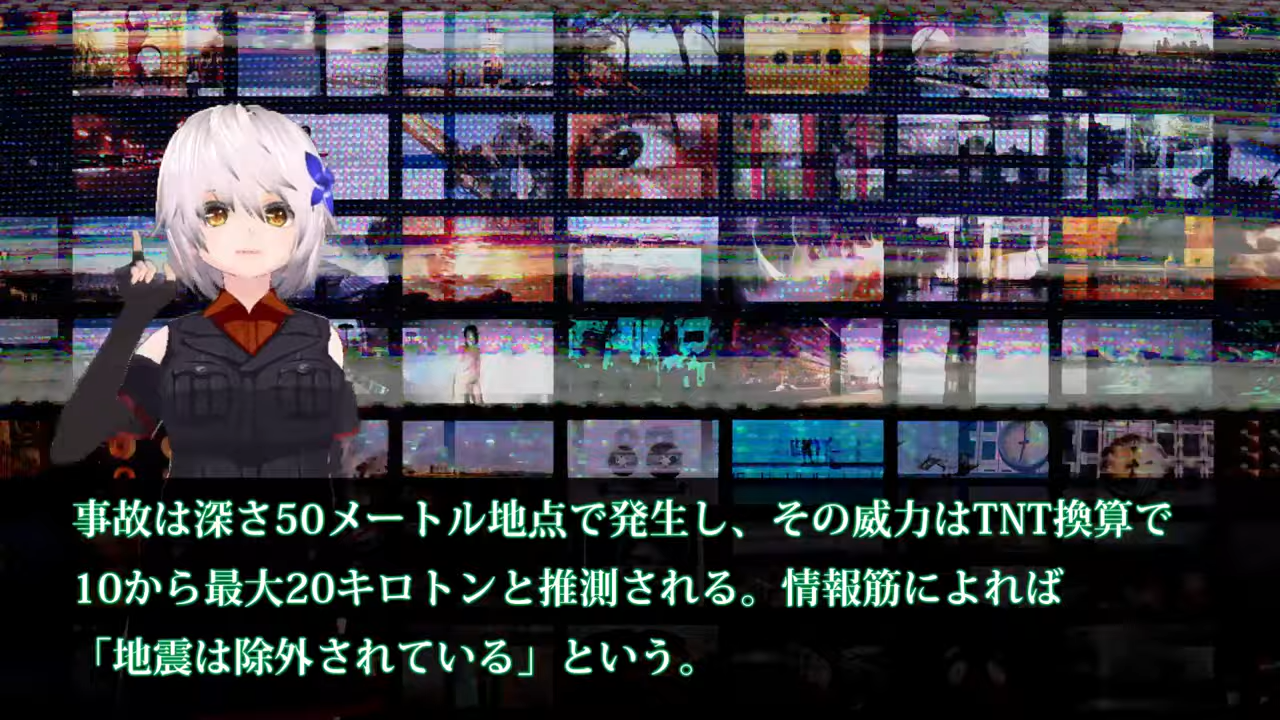 事故は深さ50メートル地点で発生し、その威力はTNT換算で
10から最大20キロトンと推測される。情報筋によれば
「地震は除外されている」という。